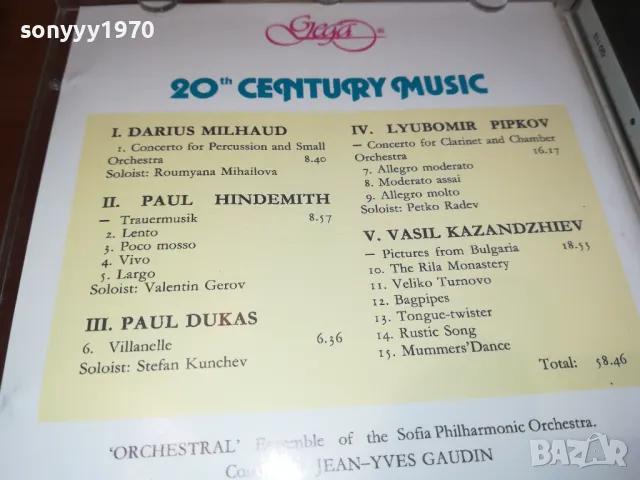 sonyyy1970
Gega
20th CENTURY MUSIC
I. DARIUS MILHAUD
1. Concerto for Percussion and Small
Orchestra 8.40
Soloist: Roumyana Mihailova
II. PAUL HINDEMITH
— Trauermusik 8.57
2. Lento
3. Poco mosso
4. Vivo
5. Largo
Soloist: Valentin Gerov
III. PAUL DUKAS
6. Villanelle 6.36
Soloist: Stefan Kunchev
IV. LYUBOMIR PIPKOV
— Concerto for Clarinet and Chamber
Orchestra 16.17
7. Allegro moderato
8. Moderato assai
9. Allegro molto
Soloist: Petko Radev
V. VASIL KAZANDZHIEV
— Pictures from Bulgaria 18.55
10. The Rila Monastery
11. Veliko Turnovo
12. Bagpipes
13. Tongue-twister
14. Rustic Song
15. Mummers'Dance
Total: 58.46
'ORCHESTRAL' Ensemble of the Sofia Philharmonic Orchestra.
JEAN-YVES GAUDIN
BAZAR